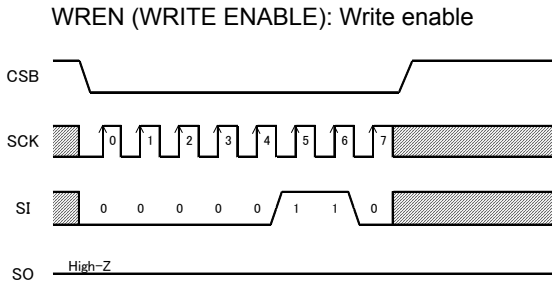 WREN (WRITE ENABLE): Write enable
CSB
SCK 0 1 2 3 4 5 6 7
SI 0 0 0 0 0 1 1 0
SO High-Z